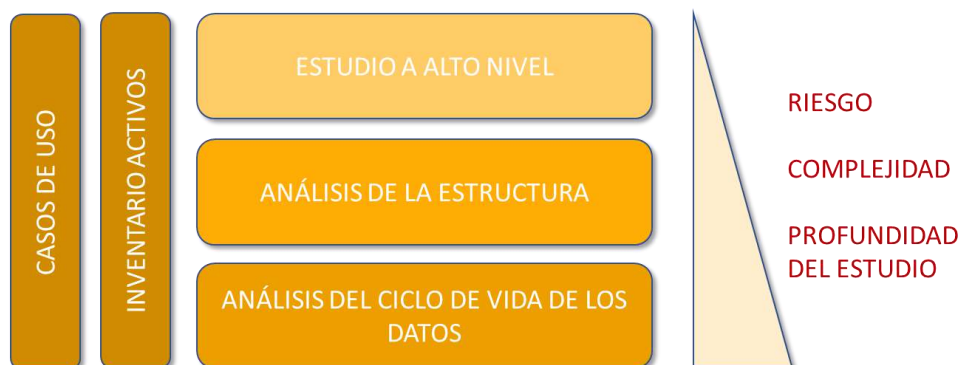 CASOS DE USO
INVENTARIO ACTIVOS
ESTUDIO A ALTO NIVEL
ANÁLISIS DE LA ESTRUCTURA
ANÁLISIS DEL CICLO DE VIDA DE LOS
DATOS
RIESGO
COMPLEJIDAD
PROFUNDIDAD
DEL ESTUDIO